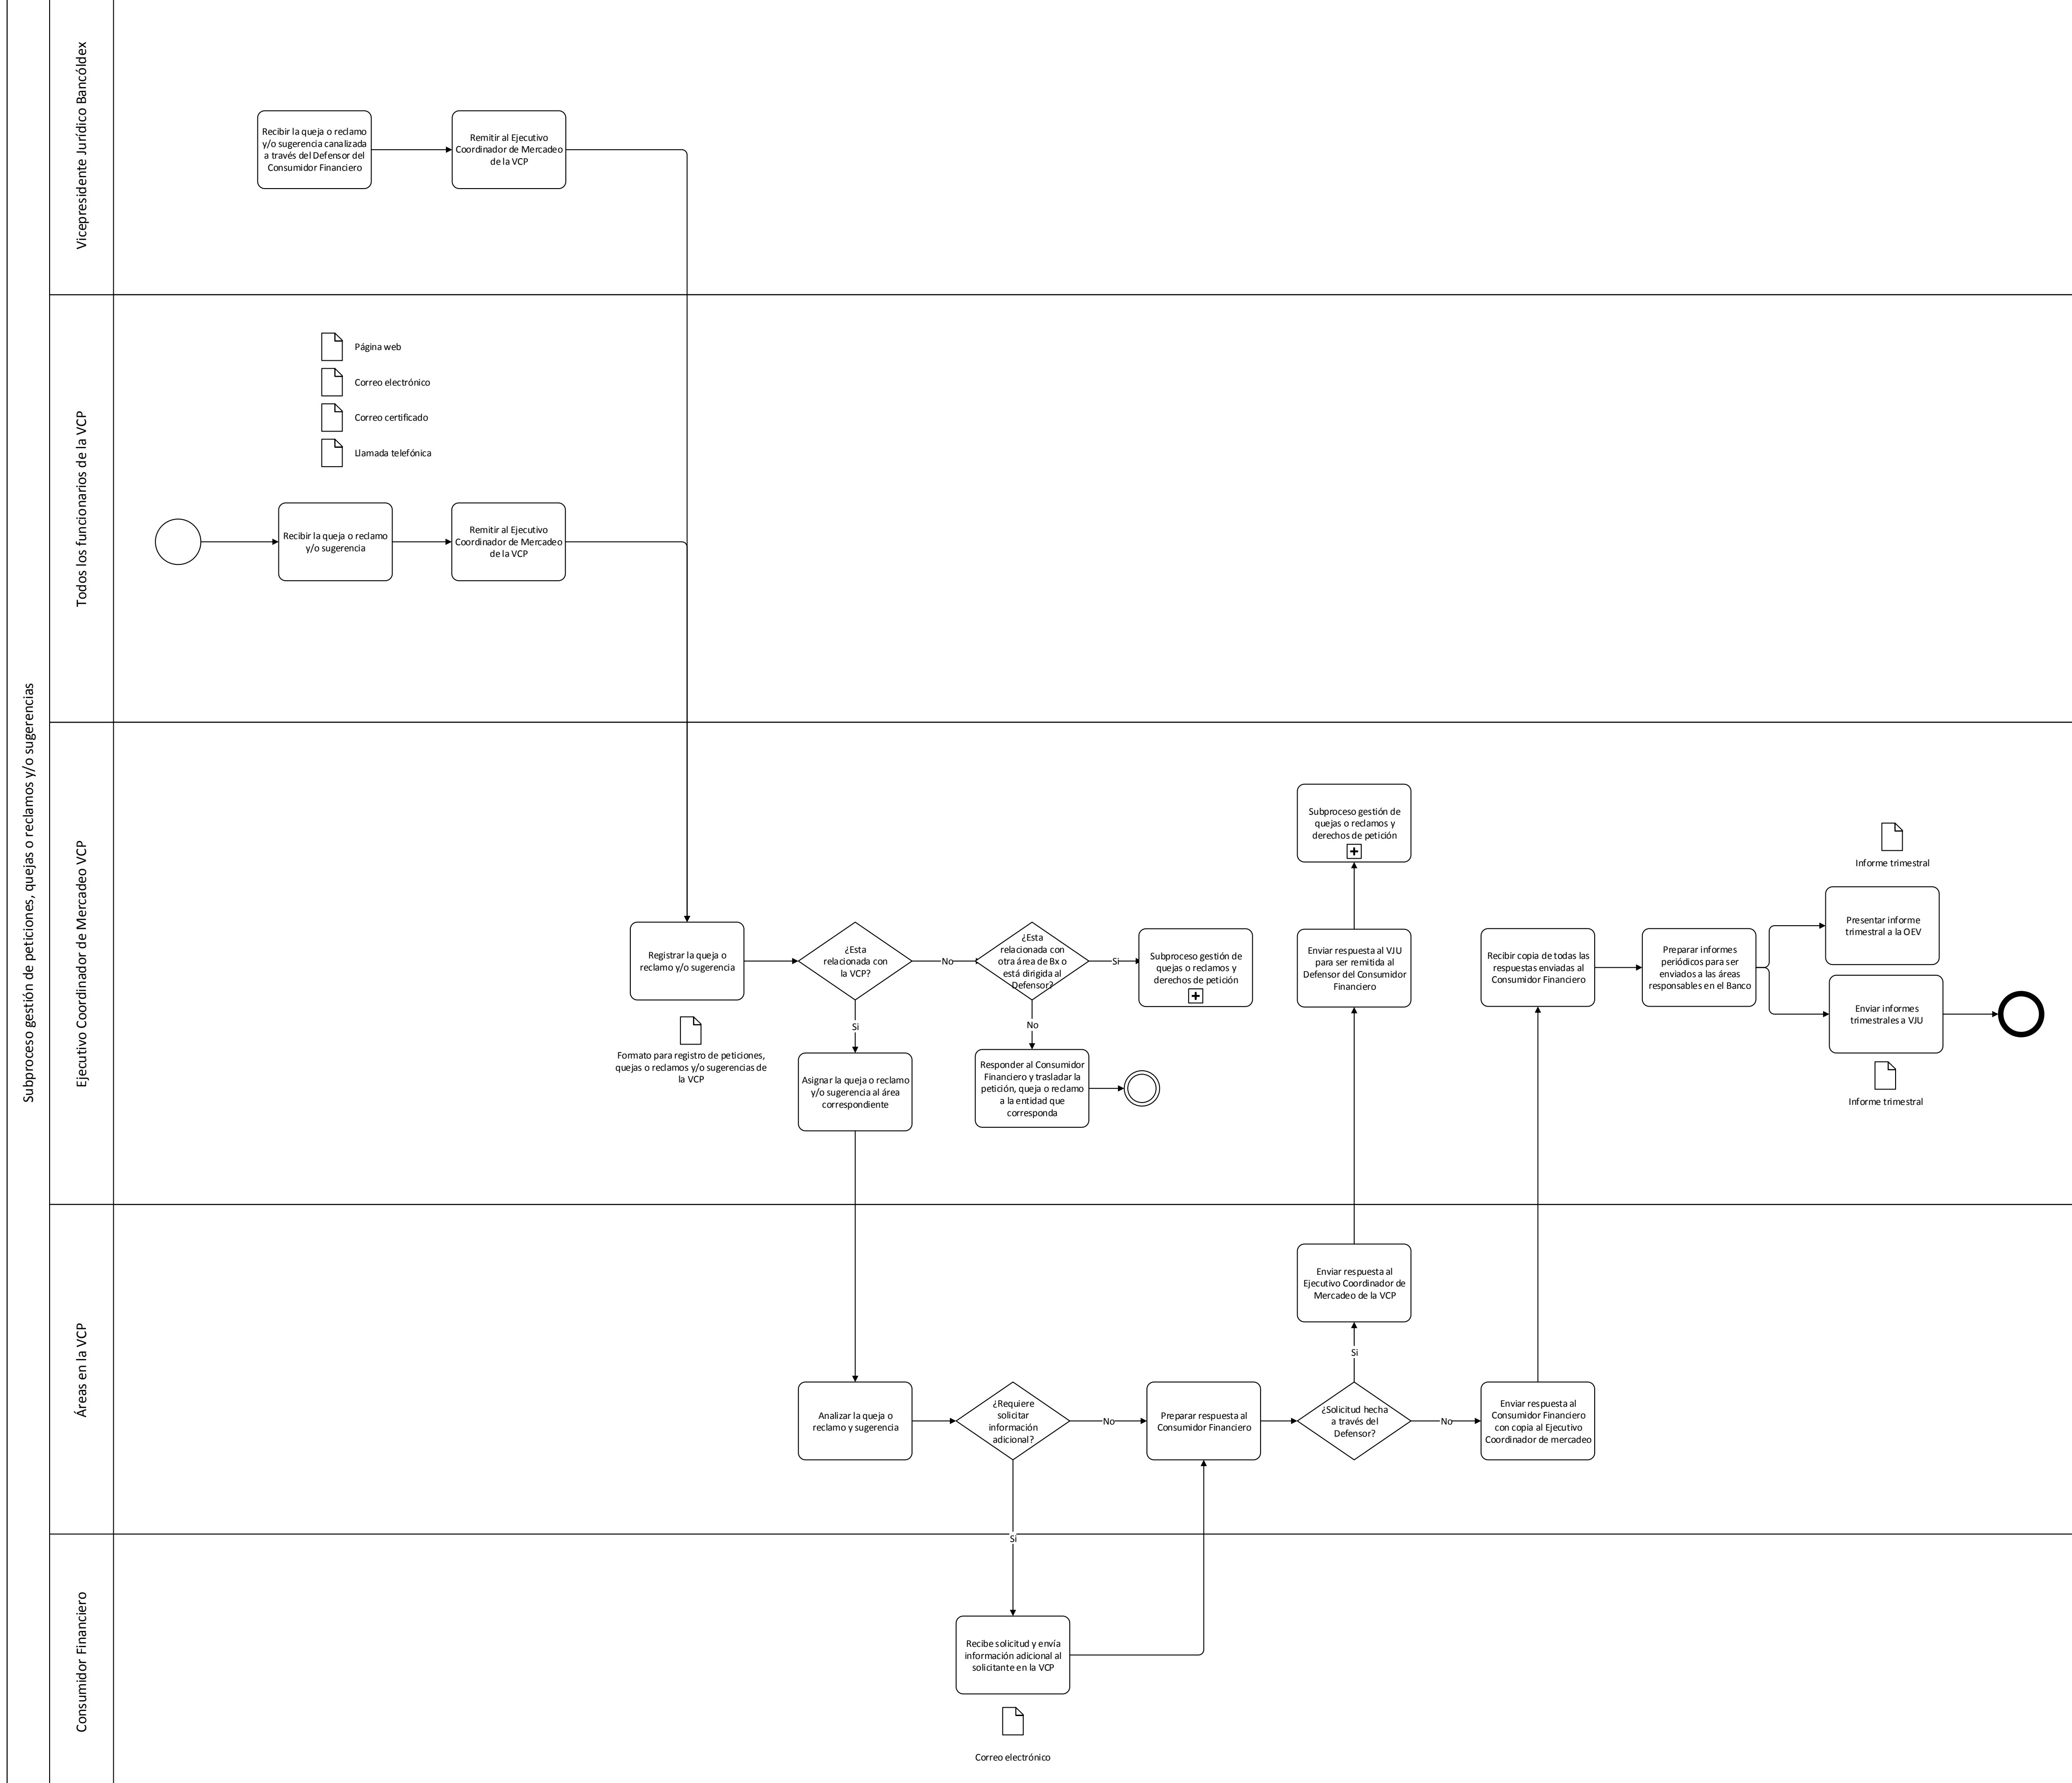 Subproceso gestión de peticiones, quejas o reclamos y/o sugerencias
Vicepresidente Jurídico Bancóldex
Recibir la queja o reclamo
y/o sugerencia canalizada
a través del Defensor del
Consumidor Financiero
Remitir al Ejecutivo
Coordinador de Mercadeo
de la VCP
Todos los funcionarios de la VCP
Página web
Correo electrónico
Correo certificado
Llamada telefónica
Recibir la queja o reclamo
y/o sugerencia
Remitir al Ejecutivo
Coordinador de Mercadeo
de la VCP
Ejecutivo Coordinador de Mercadeo VCP
Registrar la queja o
reclamo y/o sugerencia
Formato para registro de peticiones,
quejas o reclamos y/o sugerencias de
la VCP
¿Esta
relacionada con
la VCP?
No
Si
Asignar la queja o reclamo
y/o sugerencia al área
correspondiente
¿Esta
relacionada con
otra área de Bx o
está dirigida al
Defensor?
Si
No
Subproceso gestión de
quejas o reclamos y
derechos de petición
Responder al Consumidor
Financiero y trasladar la
petición, queja o reclamo
a la entidad que
corresponda
Subproceso gestión de
quejas o reclamos y
derechos de petición
Enviar respuesta al VJU
para ser remitida al
Defensor del Consumidor
Financiero
Recibir copia de todas las
respuestas enviadas al
Consumidor Financiero
Preparar informes
periódicos para ser
enviados a las áreas
responsables en el Banco
Informe trimestral
Presentar informe
trimestral a la OEV
Enviar informes
trimestrales a VJU
Informe trimestral
Áreas en la VCP
Analizar la queja o
reclamo y sugerencia
¿Requiere
solicitar
información
adicional?
No
Si
Preparar respuesta al
Consumidor Financiero
¿Solicitud hecha
a través del
Defensor?
Si
No
Enviar respuesta al
Ejecutivo Coordinador de
Mercadeo de la VCP
Enviar respuesta al
Consumidor Financiero
con copia al Ejecutivo
Coordinador de mercadeo
Consumidor Financiero
Recibe solicitud y envía
información adicional al
solicitante en la VCP
Correo electrónico